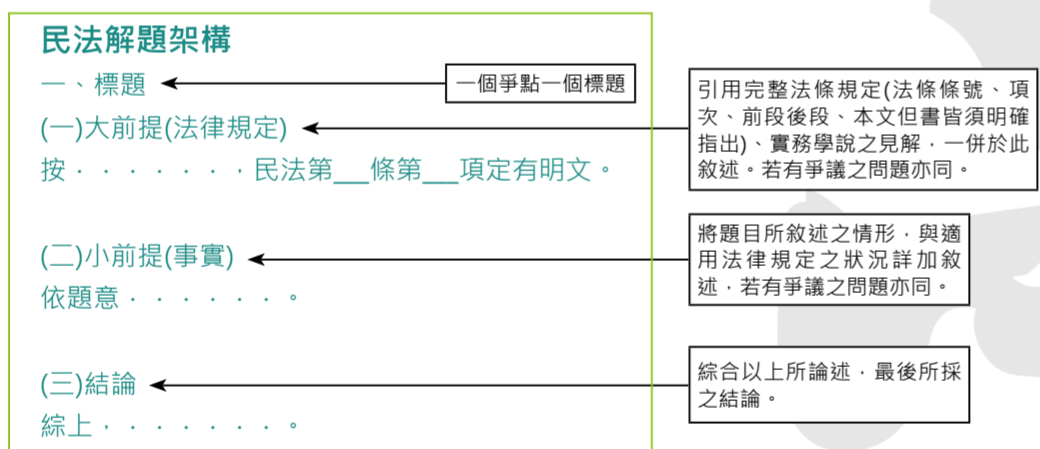 民法解題架構
一、標題
一個爭點一個標題
(一)大前提(法律規定)
按．．．．．．．，民法第___條第___項定有明文。
引用完整法條規定(法條條號、項
次、前段後段、本文但書皆須明確
指出)、實務學說之見解，一併於此
敘述。若有爭議之問題亦同。
(二)小前提(事實)
依題意．．．．．．．。
將題目所敘述之情形，與適
用法律規定之狀況詳加敘
述，若有爭議之問題亦同。
(三)結論
綜上，．．．．．．．。
綜合以上所論述，最後所採
之結論。